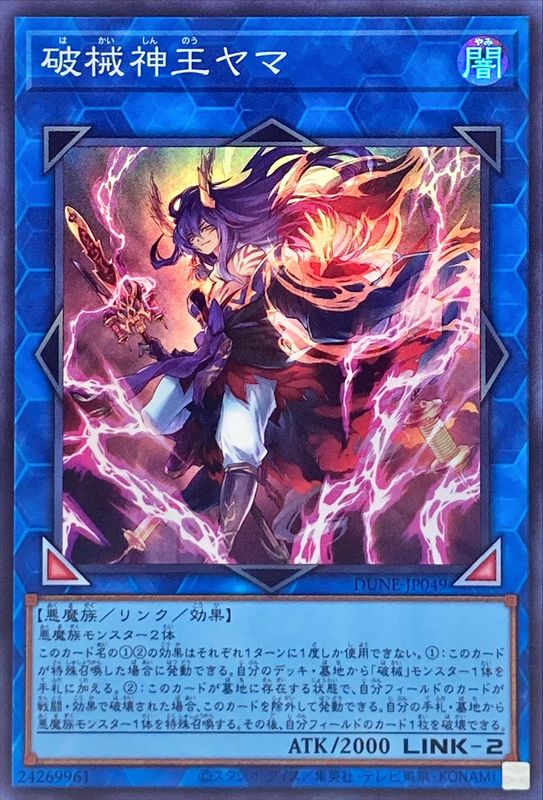 破械神王ヤマ
闇
DUNE-JP049
【悪魔族／リンク／効果】
悪魔族モンスター２体
このカード名の①②の効果はそれぞれ１ターンに１度しか使用できない。①：このカード
が特殊召喚した場合に発動できる。自分のデッキ・墓地から「破械」モンスター１体を
手札に加える。②：このカードが墓地に存在する状態で、自分フィールドのカードが
戦闘・効果で破壊された場合、このカードを除外して発動できる。自分の手札・墓地から
悪魔族モンスター１体を特殊召喚する。その後、自分フィールドのカード１枚を破壊できる。
ATK/2000 LINK-2
24269961 ©スタジオ・ダイス/集英社・テレビ東京・KONAMI